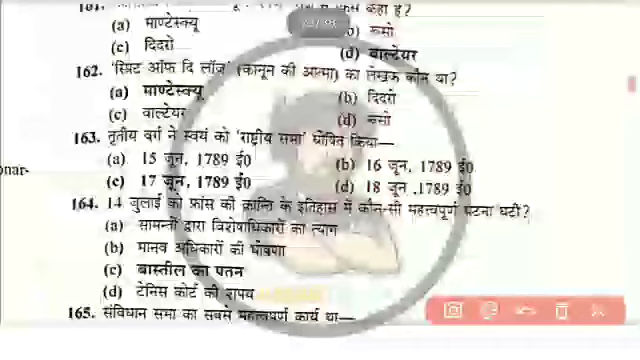 कहा है?
(a) माण्टेस्क्यू
रूसो
(c) दिदरो
(d) वाल्टेयर
162. 'स्प्रिट ऑफ दि लॉज' (कानून की आत्मा) का लेखक कौन था?
(a) माण्टेस्क्यू
(b) दिदरो
(c) वाल्टेयर
(d) रूसो
163. तृतीय वर्ग ने स्वयं को 'राष्ट्रीय सभा' घोषित किया—
(a) 15 जून, 1789 ई०
(b) 16 जून, 1789 ई०
(c) 17 जून, 1789 ई०
(d) 18 जून ,1789 ई०
onar-
164. 14 जुलाई को फ्रांस की क्रान्ति के इतिहास में कौन-सी महत्त्वपूर्ण घटना घटी?
(a) सामन्तों द्वारा विशेषाधिकारों का त्याग
(b) मानव अधिकारों की घोषणा
(c) बास्तील का पतन
(d) टेनिस कोर्ट की शपथ
165. संविधान सभा का सबसे महत्त्वपूर्ण कार्य था—